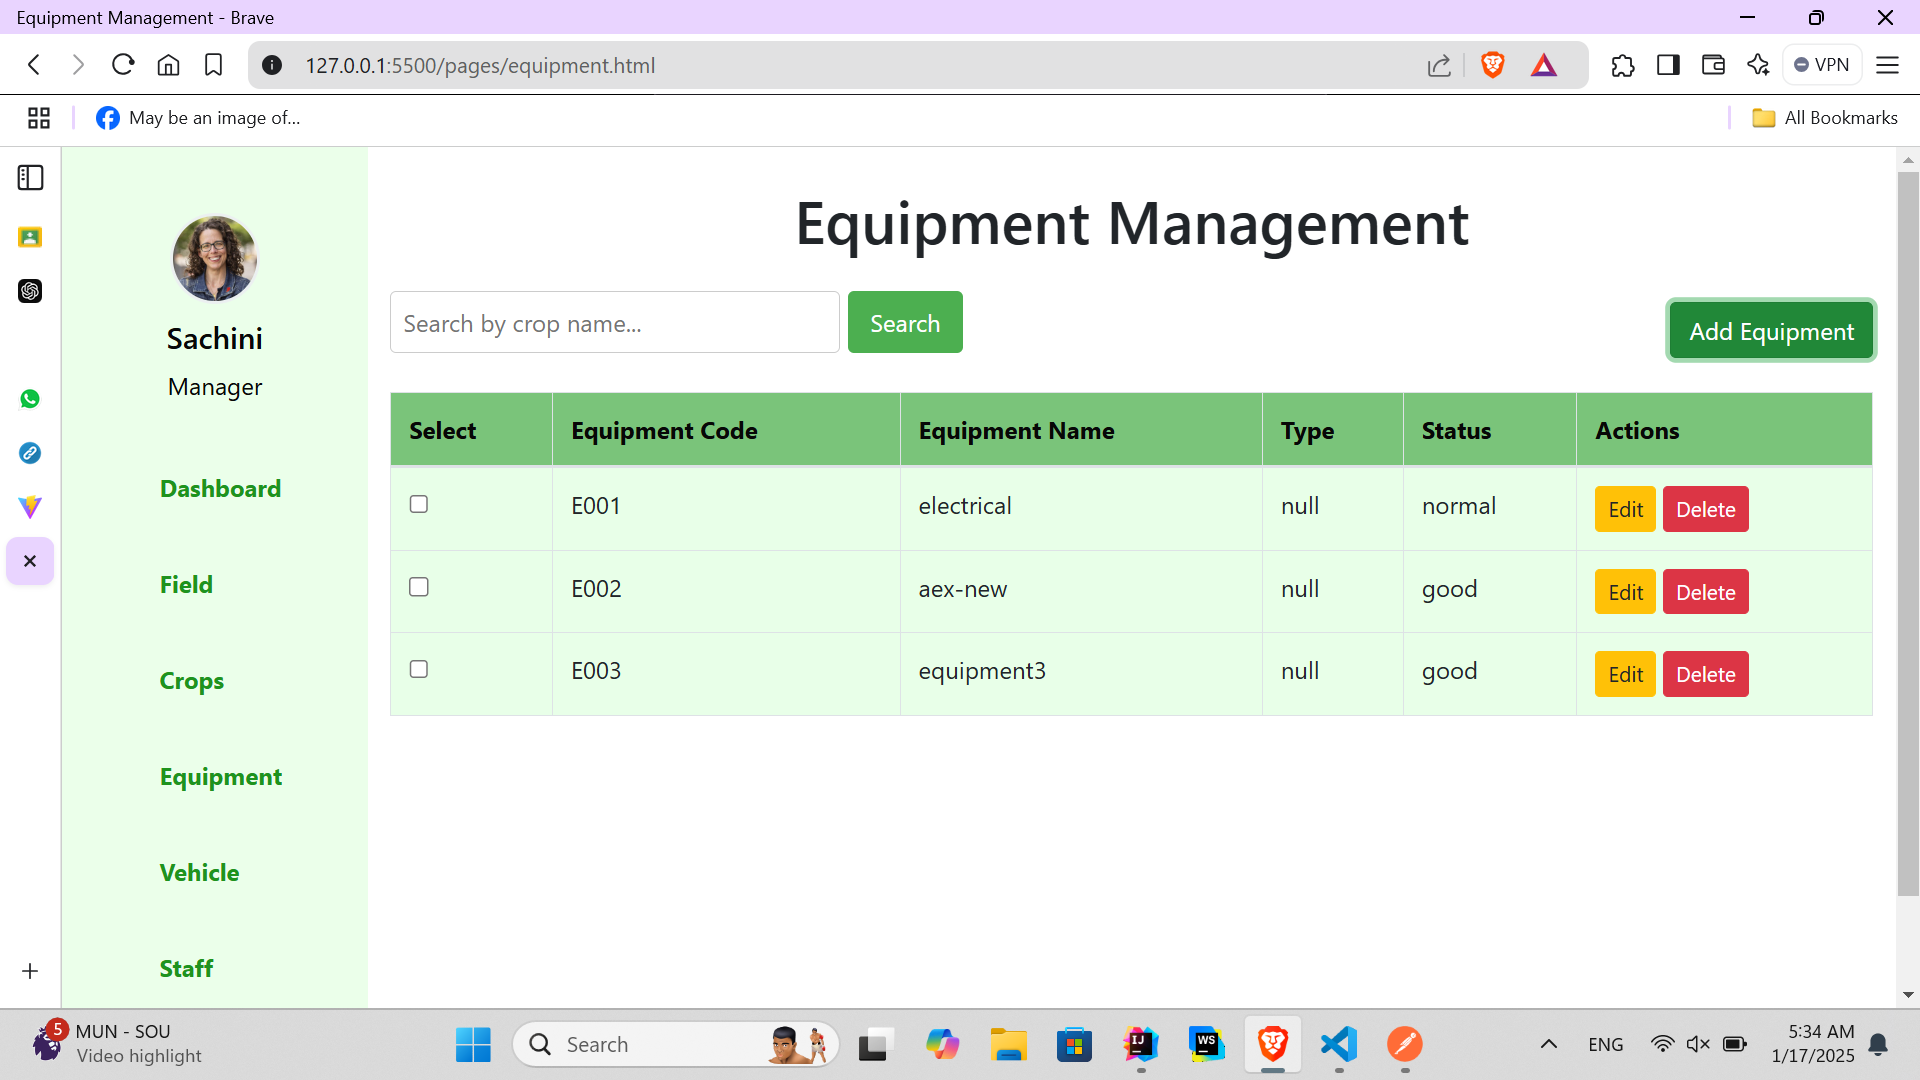 Equipment Management - Brave
127.0.0.1:5500/pages/equipment.html
VPN
May be an image of...
All Bookmarks
Sachini
Manager
Dashboard
Field
Crops
Equipment
Vehicle
Staff
Equipment Management
Search by crop name...
Search
Add Equipment
Select Equipment Code Equipment Name Type Status Actions
E001 electrical null normal Edit Delete
E002 aex-new null good Edit Delete
E003 equipment3 null good Edit Delete
5
MUN - SOU
Video highlight
Search
IJ
WS
ENG
5:34 AM
1/17/2025